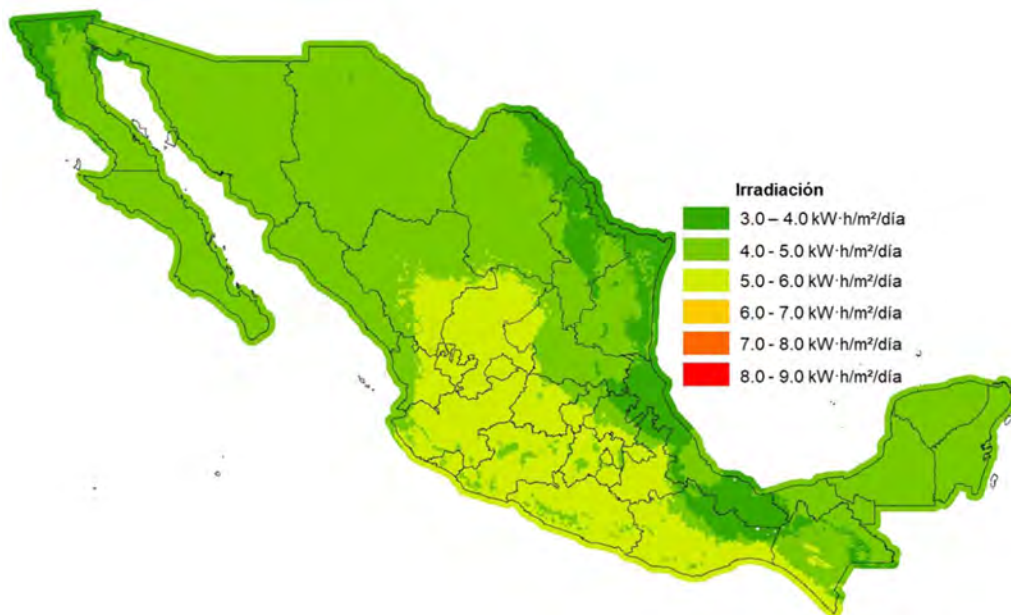 Irradiación
3.0 – 4.0 kW·h/m²/día
4.0 - 5.0 kW·h/m²/día
5.0 - 6.0 kW·h/m²/día
6.0 - 7.0 kW·h/m²/día
7.0 - 8.0 kW·h/m²/día
8.0 - 9.0 kW·h/m²/día